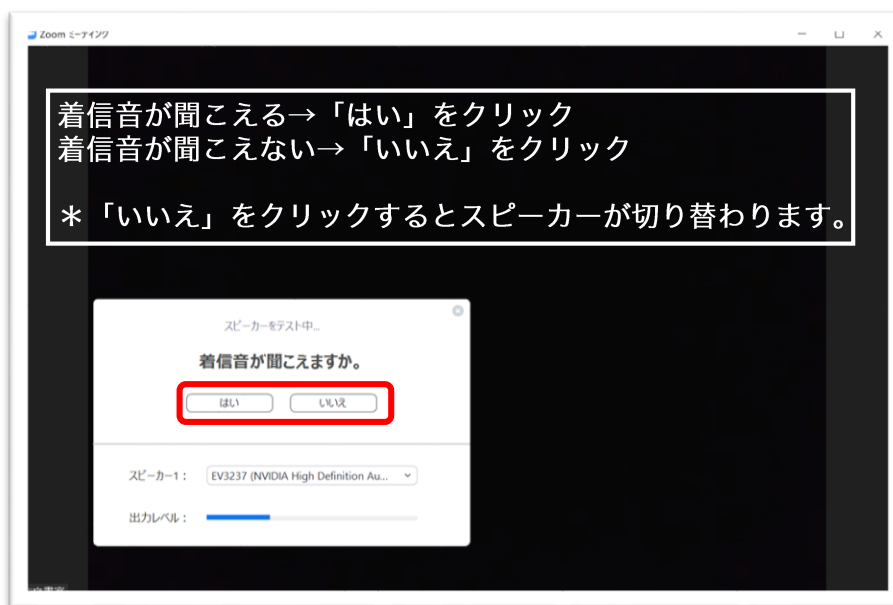 Zoom ミーティング
着信音が聞こえる→「はい」をクリック
着信音が聞こえない→「いいえ」をクリック
＊「いいえ」をクリックするとスピーカーが切り替わります。
スピーカーをテスト中...
着信音が聞こえますか。
はい
いいえ
スピーカー1：
EV3237 (NVIDIA High Definition Au...
出力レベル：